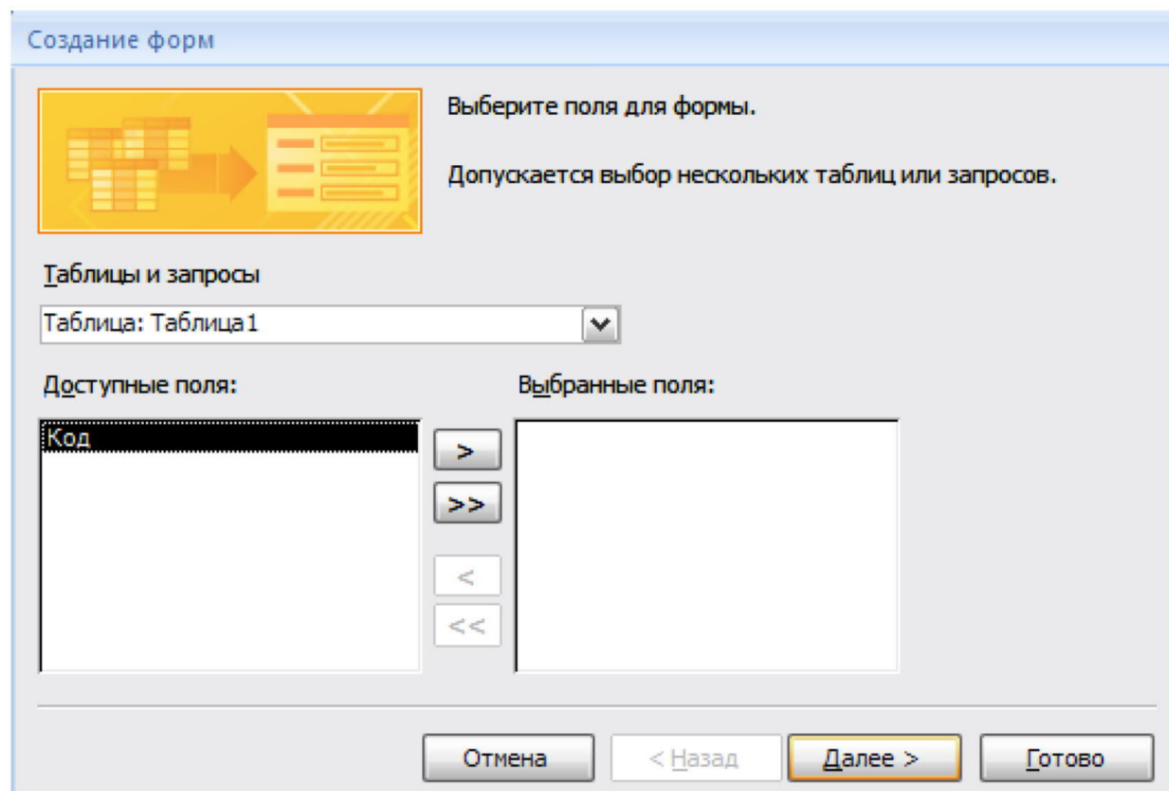 Создание форм
Выберите поля для формы.
Допускается выбор нескольких таблиц или запросов.
Таблицы и запросы
Таблица: Таблица1
Доступные поля:
Выбранные поля:
Код
>
>>
<
<<
Отмена
< Назад
Далее >
Готово